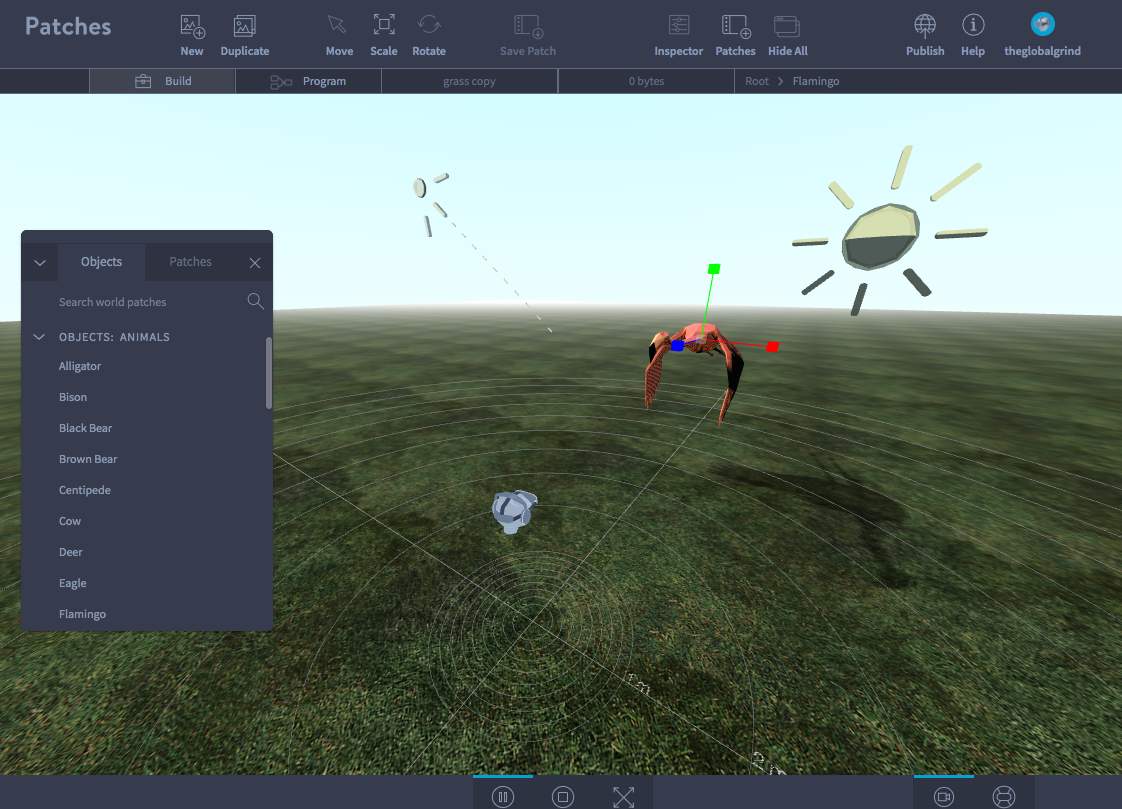 Patches
New
Duplicate
Move
Scale
Rotate
Save Patch
Inspector
Patches
Hide All
Publish
Help
theglobalgrind
Build
Program
grass copy
0 bytes
Root > Flamingo
Objects
Patches
Search world patches
OBJECTS: ANIMALS
Alligator
Bison
Black Bear
Brown Bear
Centipede
Cow
Deer
Eagle
Flamingo